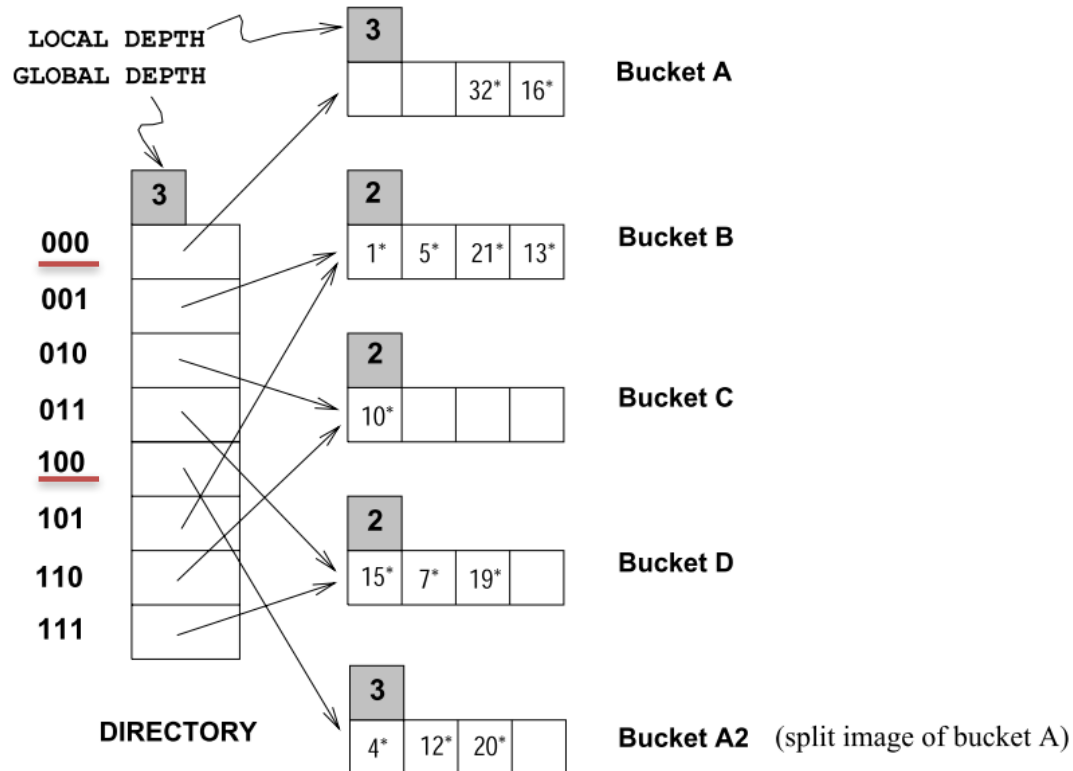 LOCAL DEPTH
GLOBAL DEPTH
3
32* 16*
Bucket A
3
000
001
010
011
100
101
110
111
DIRECTORY
2
1* 5* 21* 13*
Bucket B
2
10*
Bucket C
2
15* 7* 19*
Bucket D
3
4* 12* 20*
Bucket A2 (split image of bucket A)